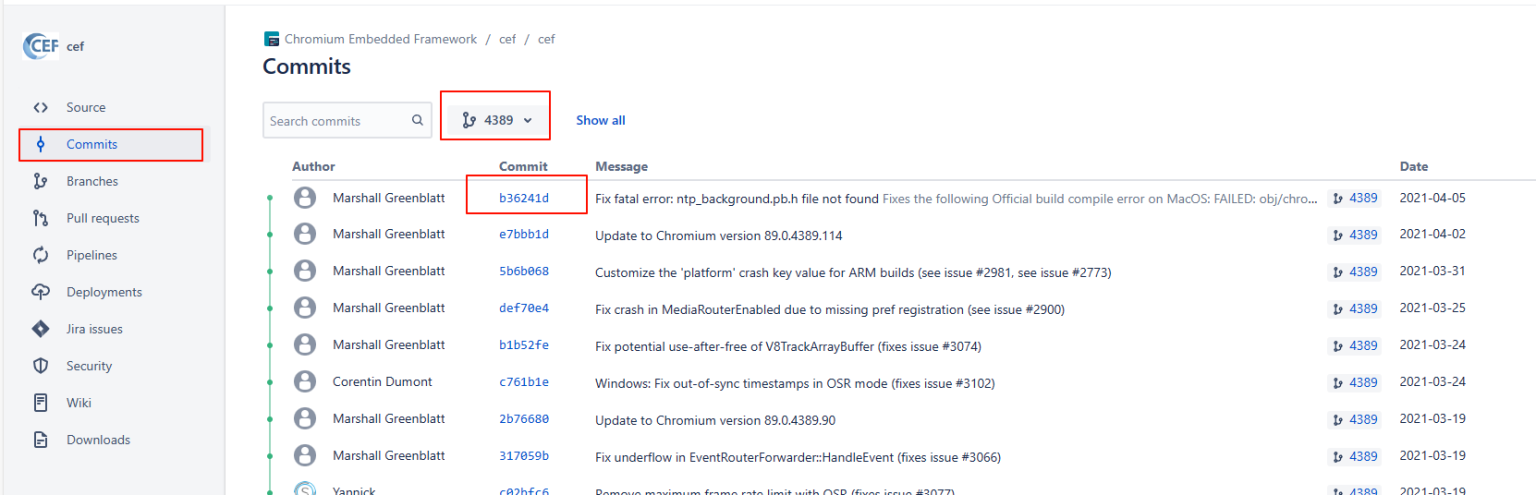 CEF cef
Chromium Embedded Framework / cef / cef
Commits
Source
Commits
Branches
Pull requests
Pipelines
Deployments
Jira issues
Security
Wiki
Downloads
Search commits 4389 Show all
Author Commit Message Date
Marshall Greenblatt b36241d Fix fatal error: ntp_background.pb.h file not found Fixes the following Official build compile error on MacOS: FAILED: obj/chro... 4389 2021-04-05
Marshall Greenblatt e7bbb1d Update to Chromium version 89.0.4389.114 4389 2021-04-02
Marshall Greenblatt 5b6b068 Customize the 'platform' crash key value for ARM builds (see issue #2981, see issue #2773) 4389 2021-03-31
Marshall Greenblatt def70e4 Fix crash in MediaRouterEnabled due to missing pref registration (see issue #2900) 4389 2021-03-25
Marshall Greenblatt b1b52fe Fix potential use-after-free of V8TrackArrayBuffer (fixes issue #3074) 4389 2021-03-24
Corentin Dumont c761b1e Windows: Fix out-of-sync timestamps in OSR mode (fixes issue #3102) 4389 2021-03-24
Marshall Greenblatt 2b76680 Update to Chromium version 89.0.4389.90 4389 2021-03-19
Marshall Greenblatt 317059b Fix underflow in EventRouterForwarder::HandleEvent (fixes issue #3066) 4389 2021-03-19
Yannick c02bfc6 Remove maximum frame rate limit with OSR (fixes issue #3077) 4389 2021-03-19